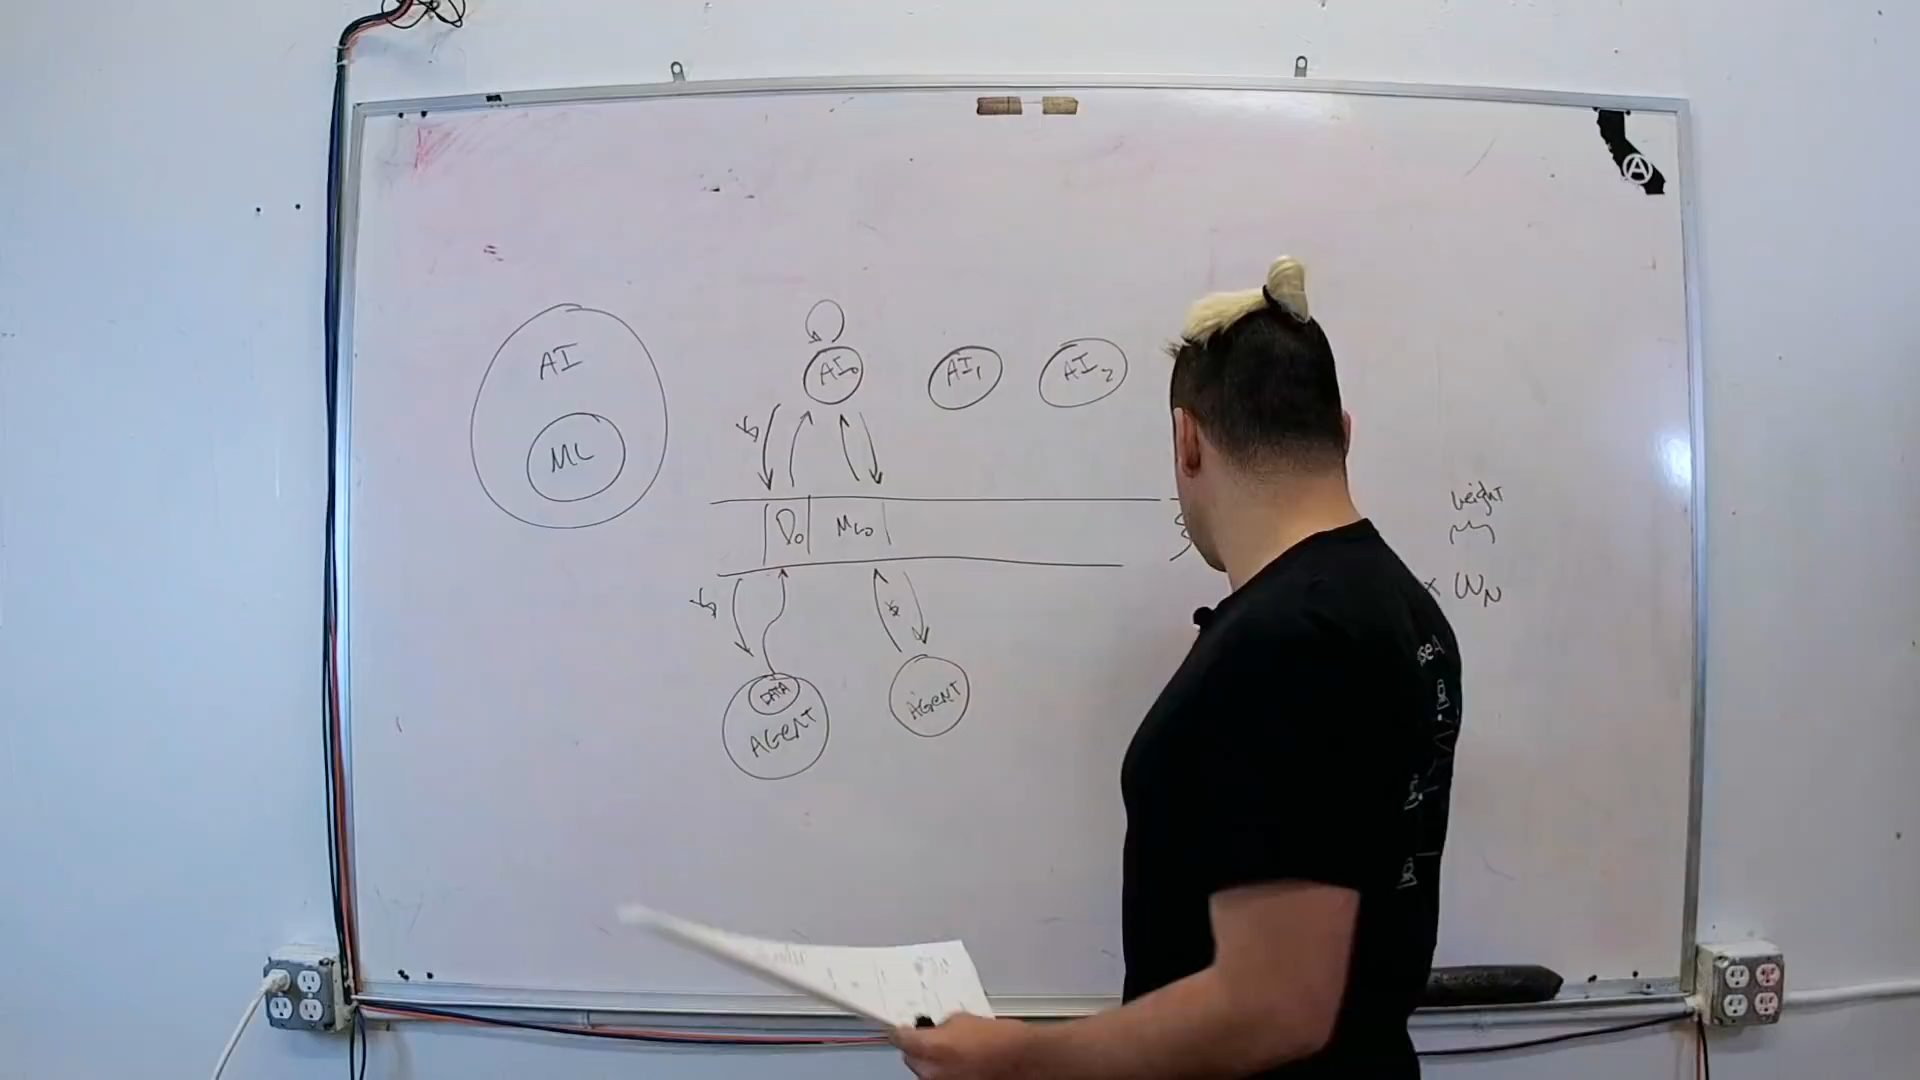 AI
ML
AI₀
AI₁
AI₂
$
D₀
ML₀
$
$
DATA
AGENT
AGENT
weight
x Wₙ
A